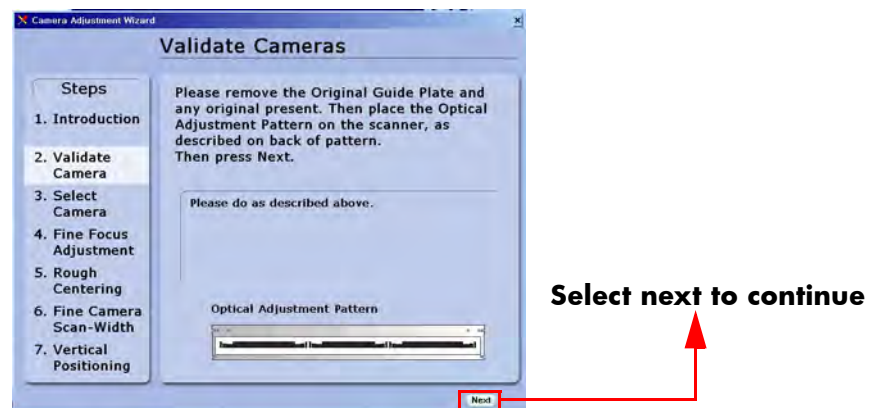 Camera Adjustment Wizard
Validate Cameras
Steps
1. Introduction
2. Validate
Camera
3. Select
Camera
4. Fine Focus
Adjustment
5. Rough
Centering
6. Fine Camera
Scan-Width
7. Vertical
Positioning
Please remove the Original Guide Plate and
any original present. Then place the Optical
Adjustment Pattern on the scanner, as
described on back of pattern.
Then press Next.
Please do as described above.
Optical Adjustment Pattern
Next
Select next to continue